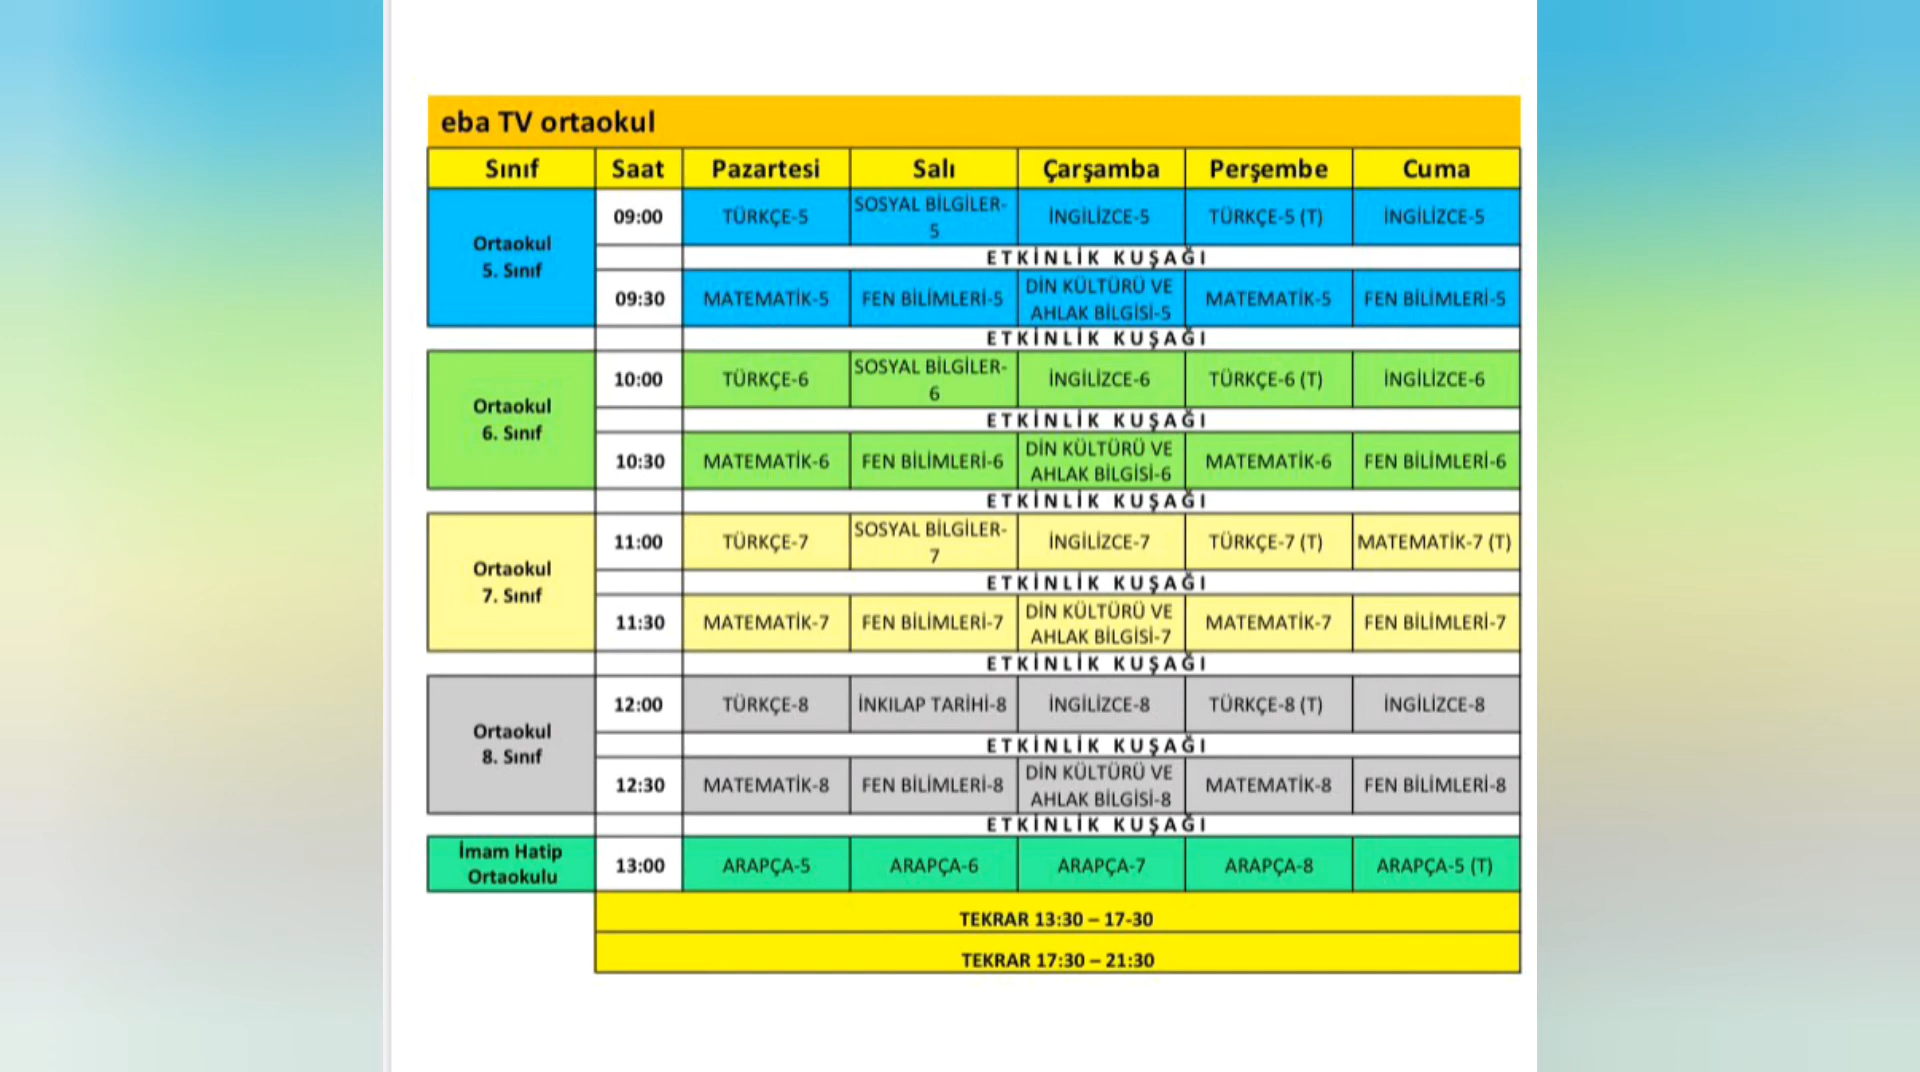 eba TV ortaokul
Sınıf Saat Pazartesi Salı Çarşamba Perşembe Cuma
Ortaokul
5. Sınıf
09:00 TÜRKÇE-5 SOSYAL BİLGİLER-
5
İNGİLİZCE-5 TÜRKÇE-5 (T) İNGİLİZCE-5
ETKİNLİK KUŞAĞI
09:30 MATEMATİK-5 FEN BİLİMLERİ-5 DİN KÜLTÜRÜ VE
AHLAK BİLGİSİ-5
MATEMATİK-5 FEN BİLİMLERİ-5
ETKİNLİK KUŞAĞI
Ortaokul
6. Sınıf
10:00 TÜRKÇE-6 SOSYAL BİLGİLER-
6
İNGİLİZCE-6 TÜRKÇE-6 (T) İNGİLİZCE-6
ETKİNLİK KUŞAĞI
10:30 MATEMATİK-6 FEN BİLİMLERİ-6 DİN KÜLTÜRÜ VE
AHLAK BİLGİSİ-6
MATEMATİK-6 FEN BİLİMLERİ-6
ETKİNLİK KUŞAĞI
Ortaokul
7. Sınıf
11:00 TÜRKÇE-7 SOSYAL BİLGİLER-
7
İNGİLİZCE-7 TÜRKÇE-7 (T) MATEMATİK-7 (T)
ETKİNLİK KUŞAĞI
11:30 MATEMATİK-7 FEN BİLİMLERİ-7 DİN KÜLTÜRÜ VE
AHLAK BİLGİSİ-7
MATEMATİK-7 FEN BİLİMLERİ-7
ETKİNLİK KUŞAĞI
Ortaokul
8. Sınıf
12:00 TÜRKÇE-8 İNKILAP TARİHİ-8 İNGİLİZCE-8 TÜRKÇE-8 (T) İNGİLİZCE-8
ETKİNLİK KUŞAĞI
12:30 MATEMATİK-8 FEN BİLİMLERİ-8 DİN KÜLTÜRÜ VE
AHLAK BİLGİSİ-8
MATEMATİK-8 FEN BİLİMLERİ-8
ETKİNLİK KUŞAĞI
İmam Hatip
Ortaokulu
13:00 ARAPÇA-5 ARAPÇA-6 ARAPÇA-7 ARAPÇA-8 ARAPÇA-5 (T)
TEKRAR 13:30 – 17-30
TEKRAR 17:30 – 21:30